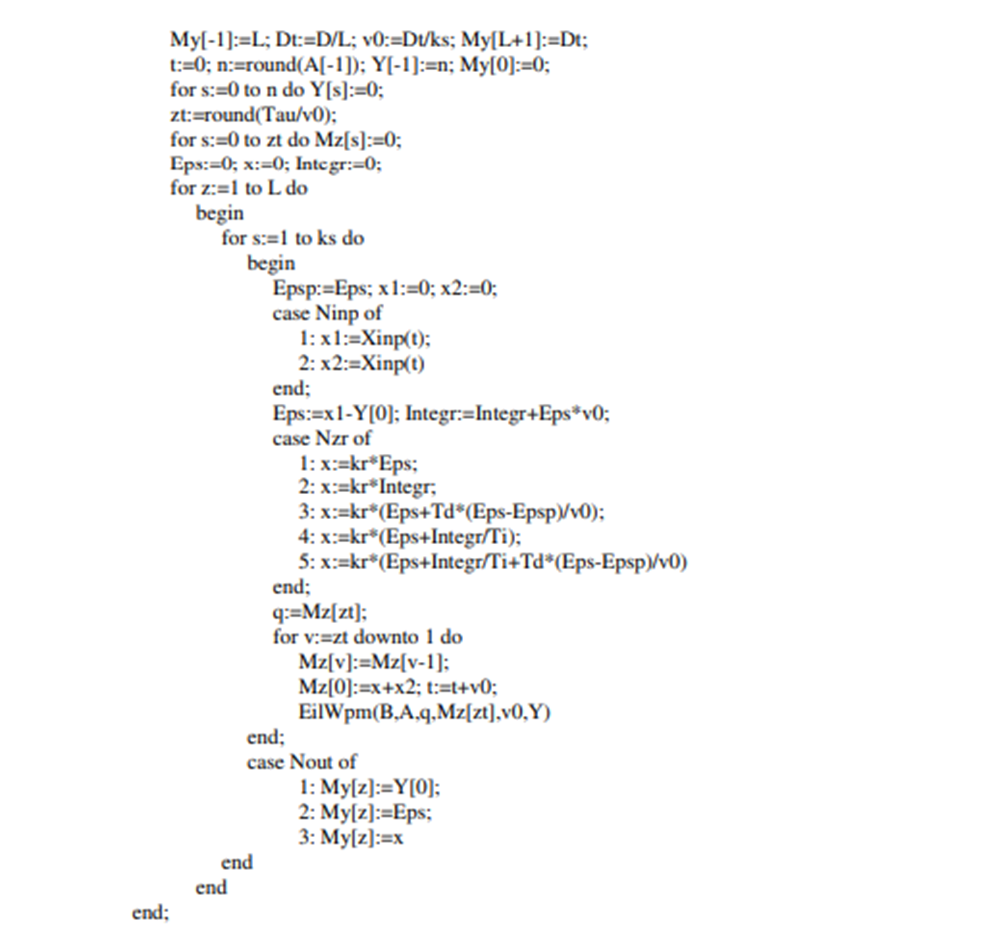 My[-1]:=L; Dt:=D/L; v0:=Dt/ks; My[L+1]:=Dt;
t:=0; n:=round(A[-1]); Y[-1]:=n; My[0]:=0;
for s:=0 to n do Y[s]:=0;
zt:=round(Tau/v0);
for s:=0 to zt do Mz[s]:=0;
Eps:=0; x:=0; Integr:=0;
for z:=1 to L do
begin
for s:=1 to ks do
begin
Epsp:=Eps; x1:=0; x2:=0;
case Ninp of
1: x1:=Xinp(t);
2: x2:=Xinp(t)
end;
Eps:=x1-Y[0]; Integr:=Integr+Eps*v0;
case Nzr of
1: x:=kr*Eps;
2: x:=kr*Integr;
3: x:=kr*(Eps+Td*(Eps-Epsp)/v0);
4: x:=kr*(Eps+Integr/Ti);
5: x:=kr*(Eps+Integr/Ti+Td*(Eps-Epsp)/v0)
end;
q:=Mz[zt];
for v:=zt downto 1 do
Mz[v]:=Mz[v-1];
Mz[0]:=x+x2; t:=t+v0;
EilWpm(B,A,q,Mz[zt],v0,Y)
end;
case Nout of
1: My[z]:=Y[0];
2: My[z]:=Eps;
3: My[z]:=x
end
end
end;